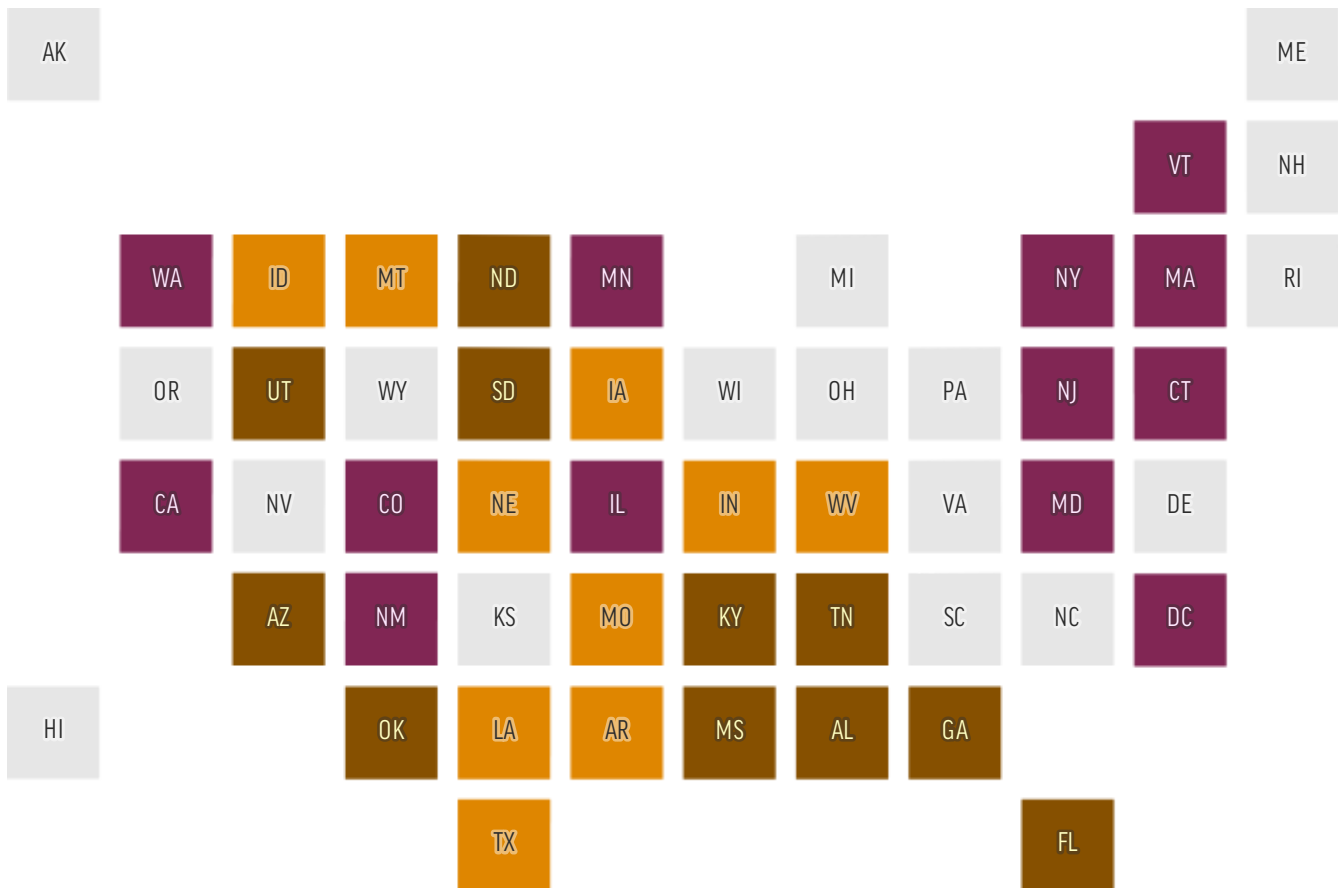 AK ME
VT NH
WA ID MT ND MN MI NY MA RI
OR UT WY SD IA WI OH PA NJ CT
CA NV CO NE IL IN WV VA MD DE
AZ NM KS MO KY TN SC NC DC
HI OK LA AR MS AL GA
TX FL